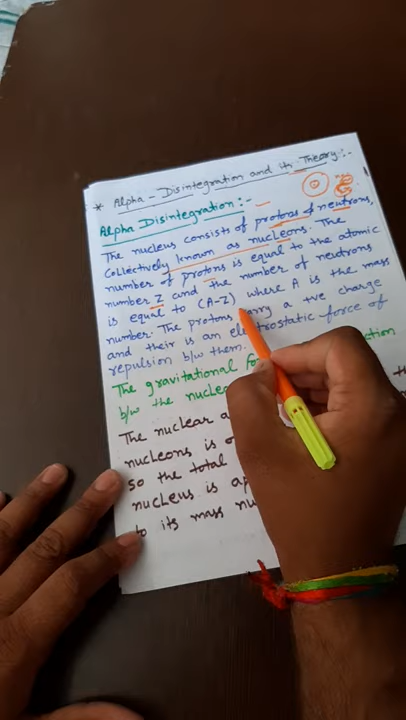 * Alpha - Disintegration and its Theory :-
Alpha Disintegration :-
The nucleus consists of protons & neutrons,
Collectively known as nucleons. The
number of protons is equal to the atomic
number Z and the number of neutrons
is equal to (A-Z) where A is the mass
number. The protons carry a +ve charge
and their is an electrostatic force of
repulsion b/w them.
The gravitational
b/w the
The nuclear
nucleons is
so the total
nucleus is
to its mass